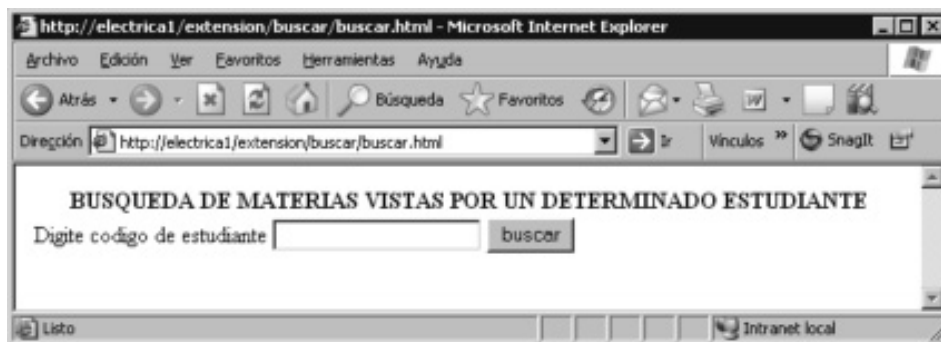 http://electrica1/extension/buscar/buscar.html - Microsoft Internet Explorer
Archivo Edición Ver Favoritos Herramientas Ayuda
Atrás Búsqueda Favoritos
Dirección http://electrica1/extension/buscar/buscar.html Ir Vínculos » SnagIt
BUSQUEDA DE MATERIAS VISTAS POR UN DETERMINADO ESTUDIANTE
Digite codigo de estudiante buscar
Listo Intranet local